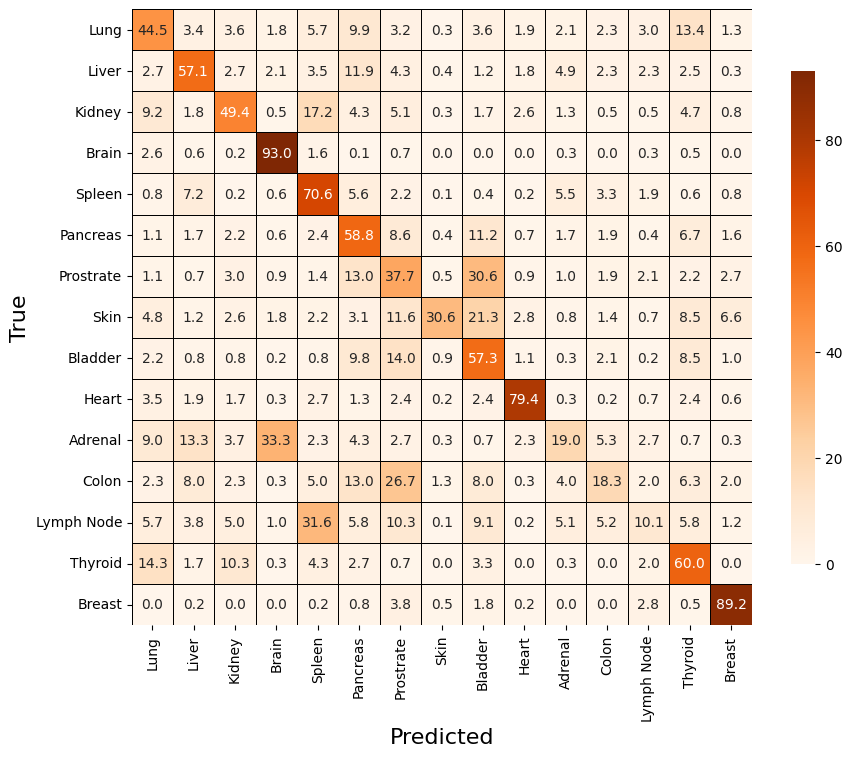 Lung 44.5 3.4 3.6 1.8 5.7 9.9 3.2 0.3 3.6 1.9 2.1 2.3 3.0 13.4 1.3
Liver 2.7 57.1 2.7 2.1 3.5 11.9 4.3 0.4 1.2 1.8 4.9 2.3 2.3 2.5 0.3
Kidney 9.2 1.8 49.4 0.5 17.2 4.3 5.1 0.3 1.7 2.6 1.3 0.5 0.5 4.7 0.8
Brain 2.6 0.6 0.2 93.0 1.6 0.1 0.7 0.0 0.0 0.0 0.3 0.0 0.3 0.5 0.0
Spleen 0.8 7.2 0.2 0.6 70.6 5.6 2.2 0.1 0.4 0.2 5.5 3.3 1.9 0.6 0.8
Pancreas 1.1 1.7 2.2 0.6 2.4 58.8 8.6 0.4 11.2 0.7 1.7 1.9 0.4 6.7 1.6
Prostrate 1.1 0.7 3.0 0.9 1.4 13.0 37.7 0.5 30.6 0.9 1.0 1.9 2.1 2.2 2.7
Skin 4.8 1.2 2.6 1.8 2.2 3.1 11.6 30.6 21.3 2.8 0.8 1.4 0.7 8.5 6.6
Bladder 2.2 0.8 0.8 0.2 0.8 9.8 14.0 0.9 57.3 1.1 0.3 2.1 0.2 8.5 1.0
Heart 3.5 1.9 1.7 0.3 2.7 1.3 2.4 0.2 2.4 79.4 0.3 0.2 0.7 2.4 0.6
Adrenal 9.0 13.3 3.7 33.3 2.3 4.3 2.7 0.3 0.7 2.3 19.0 5.3 2.7 0.7 0.3
Colon 2.3 8.0 2.3 0.3 5.0 13.0 26.7 1.3 8.0 0.3 4.0 18.3 2.0 6.3 2.0
Lymph Node 5.7 3.8 5.0 1.0 31.6 5.8 10.3 0.1 9.1 0.2 5.1 5.2 10.1 5.8 1.2
Thyroid 14.3 1.7 10.3 0.3 4.3 2.7 0.7 0.0 3.3 0.0 0.3 0.0 2.0 60.0 0.0
Breast 0.0 0.2 0.0 0.0 0.2 0.8 3.8 0.5 1.8 0.2 0.0 0.0 2.8 0.5 89.2
Lung Liver Kidney Brain Spleen Pancreas Prostrate Skin Bladder Heart Adrenal Colon Lymph Node Thyroid Breast
Predicted
True
80
60
40
20
0